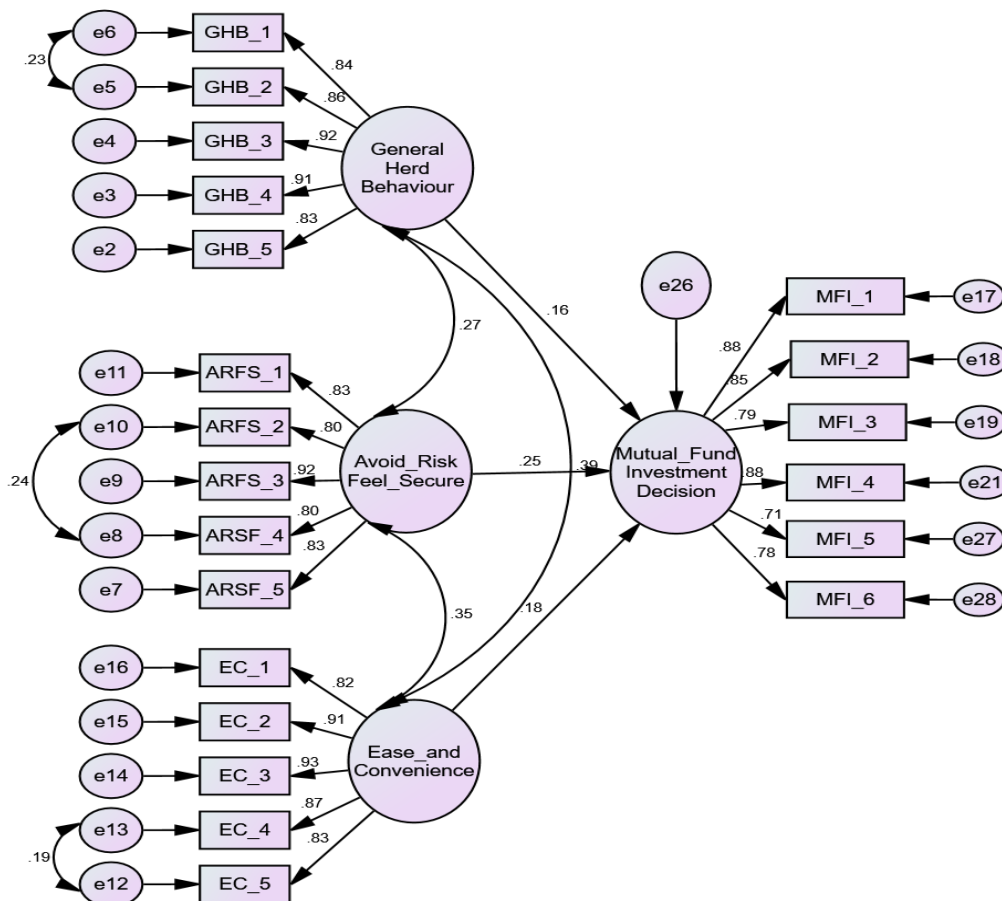 e6
GHB_1
.84
.23
e5
GHB_2
.86
e4
GHB_3
.92
General
Herd
Behaviour
e3
GHB_4
.91
e2
GHB_5
.83
.27
.16
e26
MFI_1
e17
.88
MFI_2
e18
.85
MFI_3
e19
.79
MFI_4
e21
.88
MFI_5
e27
.71
MFI_6
e28
.78
Mutual_Fund
Investment
Decision
e11
ARFS_1
.83
e10
ARFS_2
.80
.24
e9
ARFS_3
.92
Avoid_Risk
Feel_Secure
.25
.39
e8
ARSF_4
.80
e7
ARSF_5
.83
.35
.18
e16
EC_1
.82
e15
EC_2
.91
e14
EC_3
.93
Ease_and
Convenience
e13
EC_4
.87
.19
e12
EC_5
.83